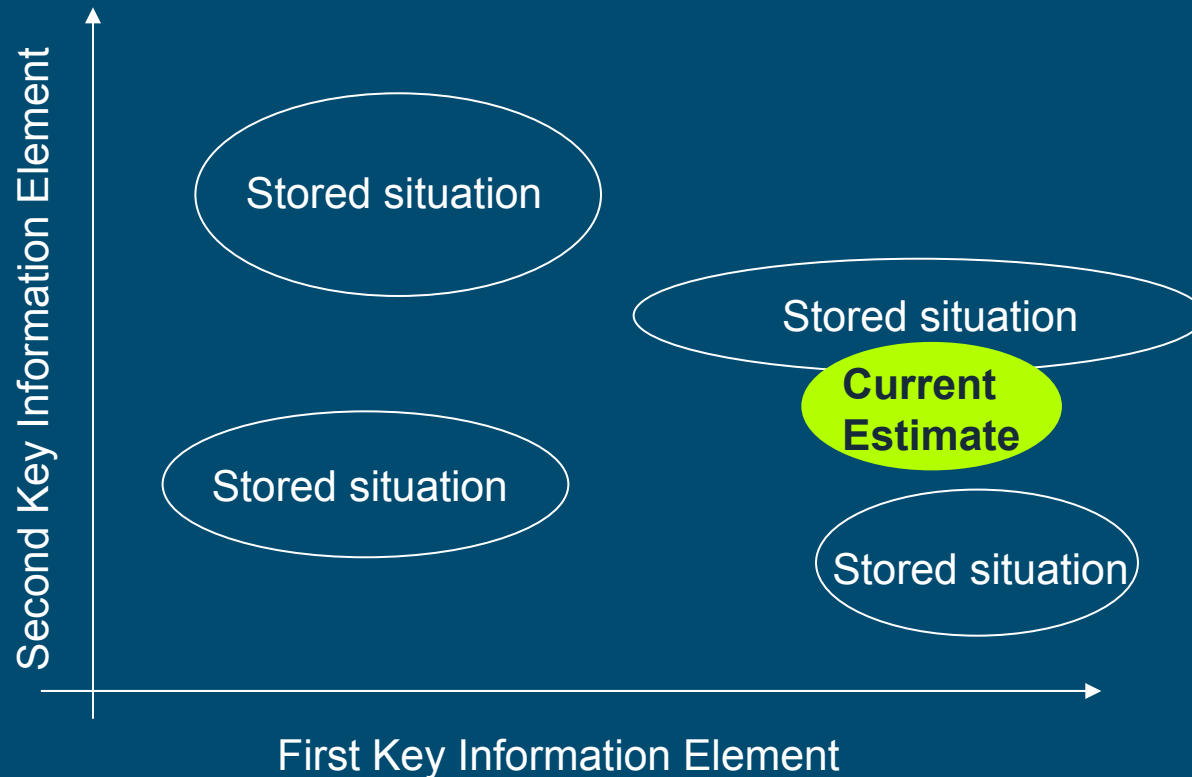 Second Key Information Element
Stored situation
Stored situation
Current
Estimate
Stored situation
Stored situation
First Key Information Element